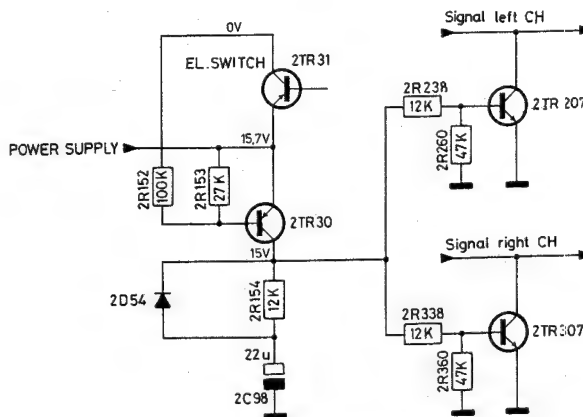 Signal left CH
0V
2TR31
EL.SWITCH
2R238
12K
2TR207
15,7V
POWER SUPPLY
2R260
47K
2R152
100K
2R153
27K
2TR30
Signal right CH
15V
2D54
2R154
12K
2R338
12K
2TR307
22u
2R360
47K
2C98